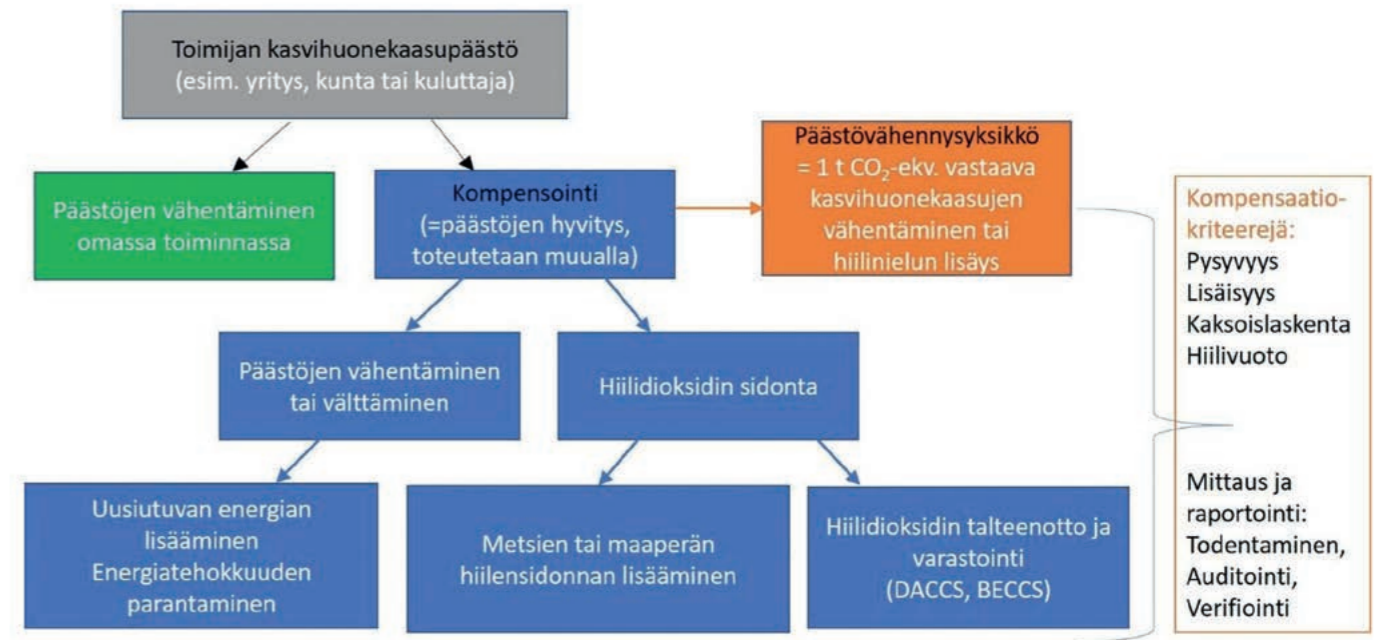 Toimijan kasvihuonekaasupäästö
(esim. yritys, kunta tai kuluttaja)
Päästöjen vähentäminen
omassa toiminnassa
Kompensointi
(=päästöjen hyvitys,
toteutetaan muualla)
Päästövähennysyksikkö
= 1 t CO₂-ekv. vastaava
kasvihuonekaasujen
vähentäminen tai
hiilinielun lisäys
Päästöjen vähentäminen
tai välttäminen
Hiilidioksidin sidonta
Uusiutuvan energian
lisääminen
Energiatehokkuuden
parantaminen
Metsien tai maaperän
hiilensidonnan lisääminen
Hiilidioksidin talteenotto ja
varastointi
(DACCS, BECCS)
Kompensaatio-
kriteerejä:
Pysyvyys
Lisäisyys
Kaksoislaskenta
Hiilivuoto
Mittaus ja
raportointi:
Todentaminen,
Auditointi,
Verifiointi